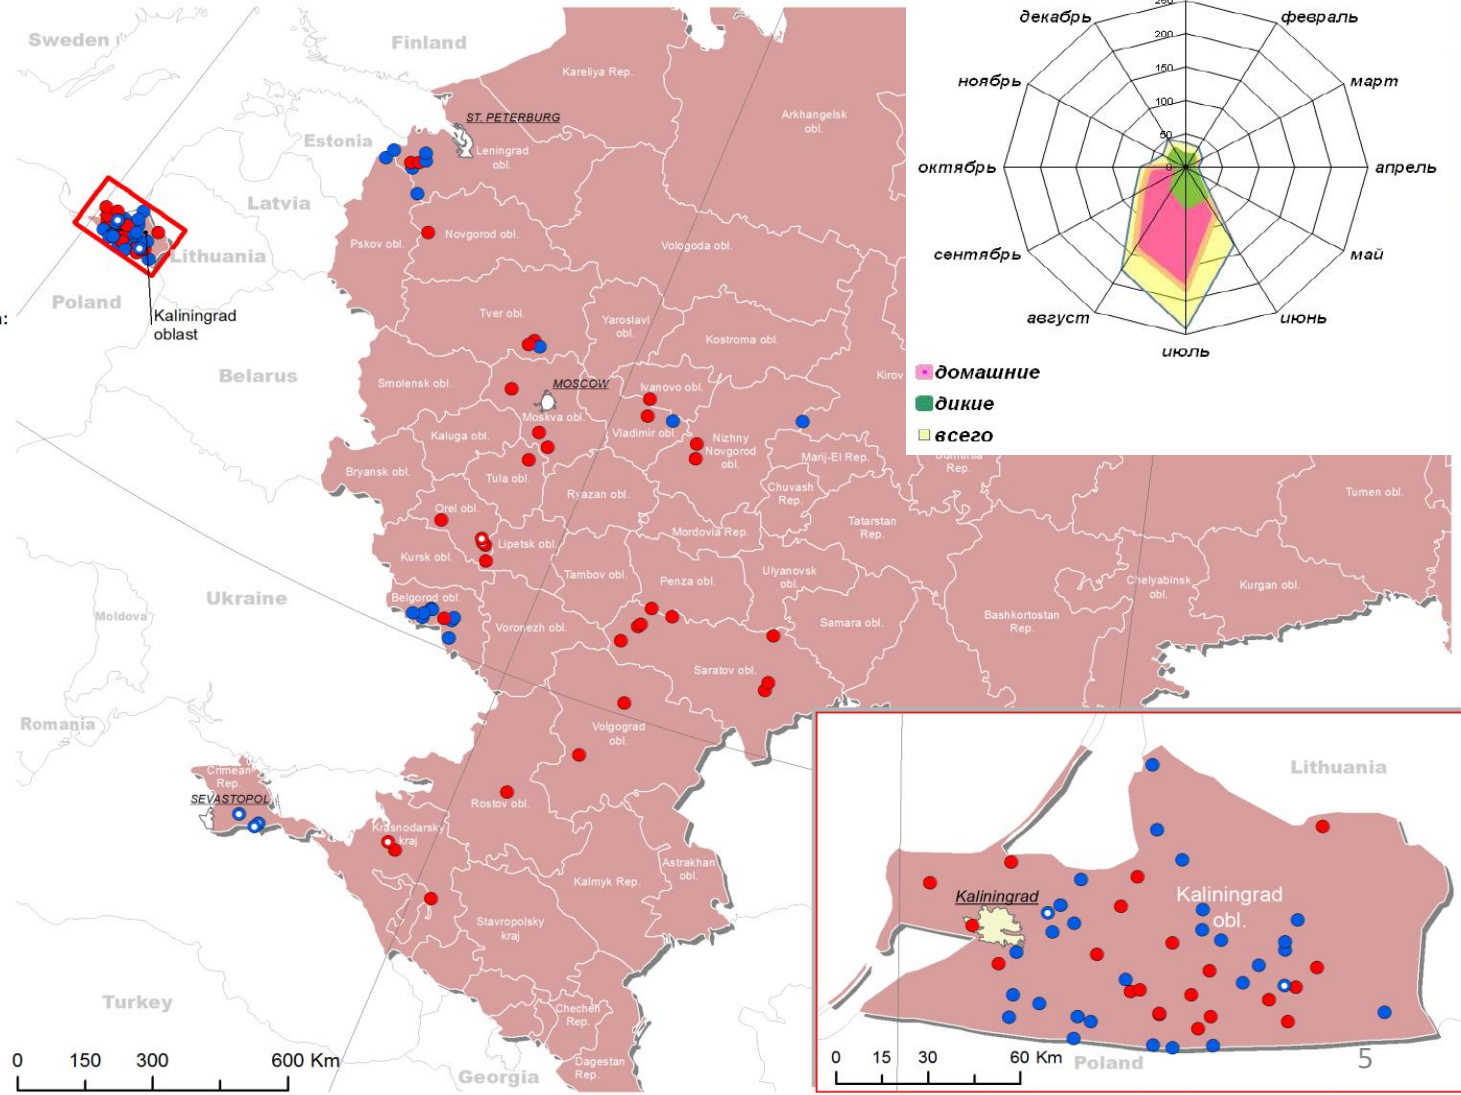 Sweden
Finland
Kareliya Rep.
Arkhangelsk
obl.
ST. PETERBURG
Estonia
Leningrad
obl.
Latvia
Pskov obl.
Novgorod obl.
Vologoda obl.
Lithuania
Poland
Kaliningrad
oblast
Tver obl.
Yaroslavl
obl.
Kostroma obl.
Kirov
Belarus
Smolensk obl.
MOSCOW
Ivanovo obl.
Moskva obl.
Vladimir obl.
Kaluga obl.
Nizhny
Novgorod
obl.
Marij-El Rep.
Rep.
Bryansk obl.
Tula obl.
Ryazan obl.
Chuvash
Rep.
Tumen obl.
Orel obl.
Kursk obl.
Lipetsk obl.
Mordovia Rep.
Tatarstan
Rep.
Ukraine
Belgorod obl.
Tambov obl.
Penza obl.
Ulyanovsk
obl.
Chelyabinsk
obl.
Kurgan obl.
Moldova
Voronezh obl.
Samara obl.
Bashkortostan
Rep.
Saratov obl.
Romania
Volgograd
obl.
Crimean
Rep.
SEVASTOPOL
Rostov obl.
Krasnodarsky
kraj
Astrakhan
obl.
Kalmyk Rep.
Stavropolsky
kraj
Turkey
Chechen
Rep.
Dagestan
Rep.
Georgia
0 150 300 600 Km
250
200
150
100
50
0
февраль
март
апрель
май
июнь
июль
август
сентябрь
октябрь
ноябрь
декабрь
домашние
дикие
всего
Lithuania
Kaliningrad
Kaliningrad
obl.
Poland
0 15 30 60 Km
5